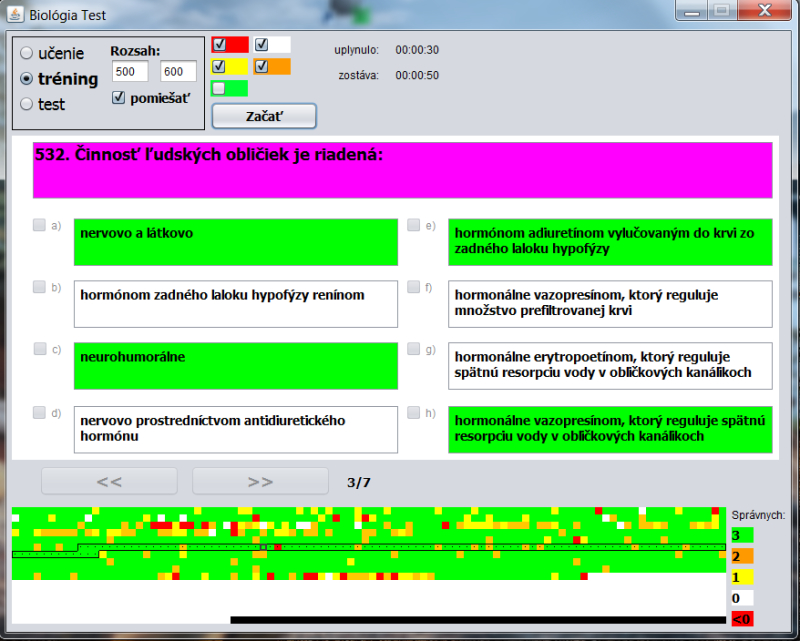 Biológia Test
učenie
tréning
test
Rozsah:
500 600
pomiešať
Začať
uplynulo: 00:00:30
zostáva: 00:00:50
532. Činnosť ľudských obličiek je riadená:
a) nervovo a látkovo
b) hormónom zadného laloku hypofýzy renínom
c) neurohumorálne
d) nervovo prostredníctvom antidiuretického
hormónu
e) hormónom adiuretínom vylučovaným do krvi zo
zadného laloku hypofýzy
f) hormonálne vazopresínom, ktorý reguluje
množstvo prefiltrovanej krvi
g) hormonálne erytropoetínom, ktorý reguluje
spätnú resorpciu vody v obličkových kanálikoch
h) hormonálne vazopresínom, ktorý reguluje spätnú
resorpciu vody v obličkových kanálikoch
<< >> 3/7
Správnych:
3
2
1
0
<0